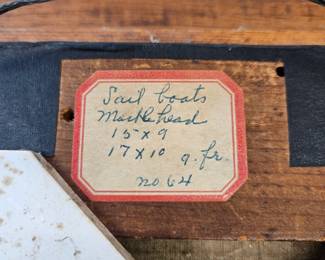 Sail boats
Marblehead
15 x 9
17 x 10 g. fr.
no 64